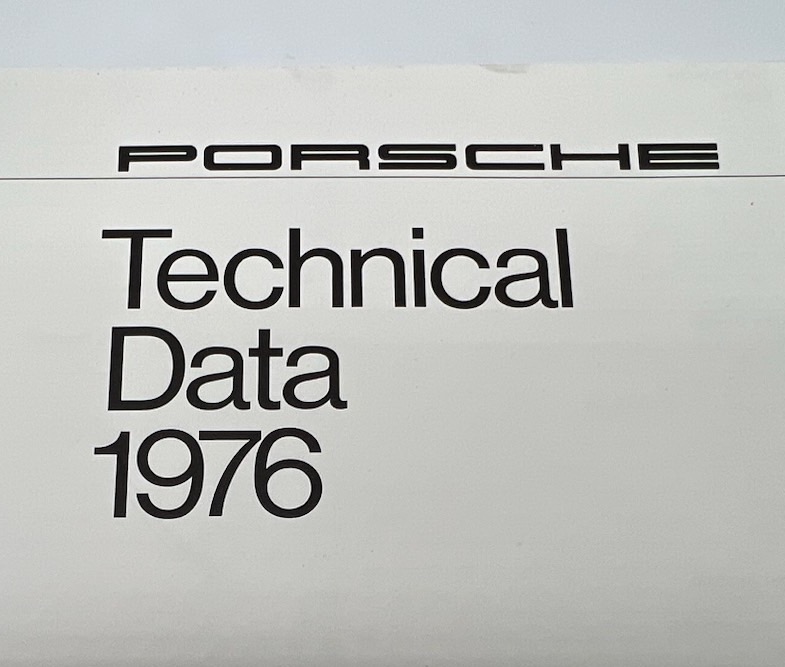 PORSCHE
Technical
Data
1976